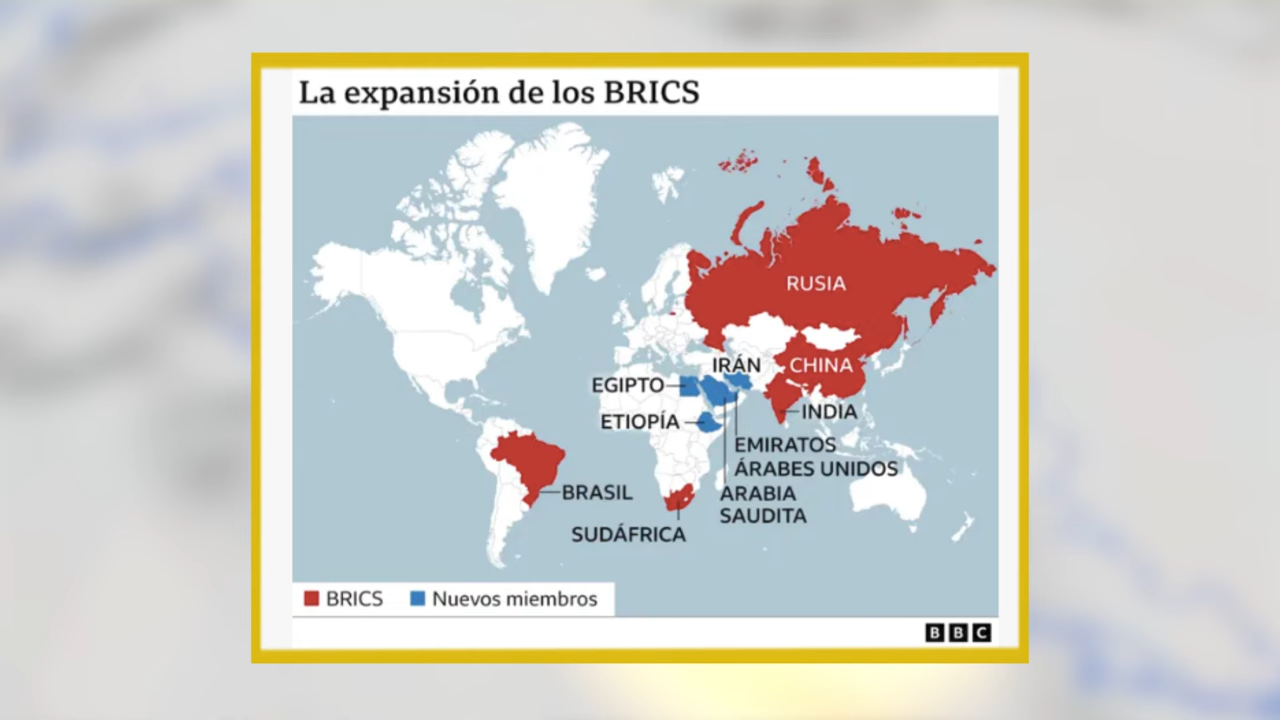 La expansión de los BRICS
RUSIA
IRÁN
CHINA
EGIPTO
INDIA
ETIOPÍA
EMIRATOS
ÁRABES UNIDOS
BRASIL
ARABIA
SAUDITA
SUDÁFRICA
BRICS
Nuevos miembros
BBC